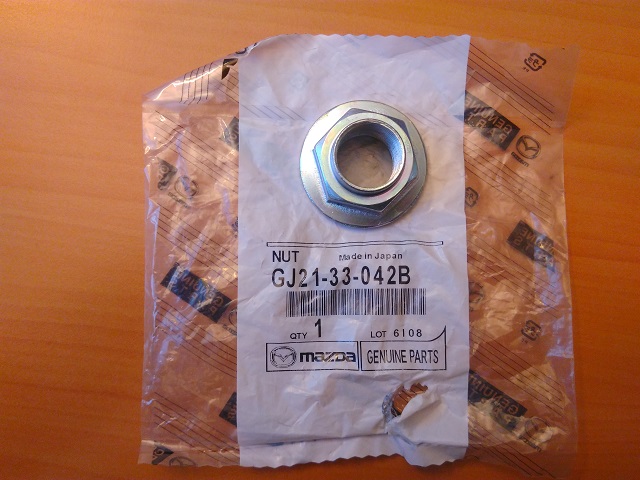 NUT Made in Japan
GJ21-33-042B
QTY 1 LOT 6108
mazda GENUINE PARTS